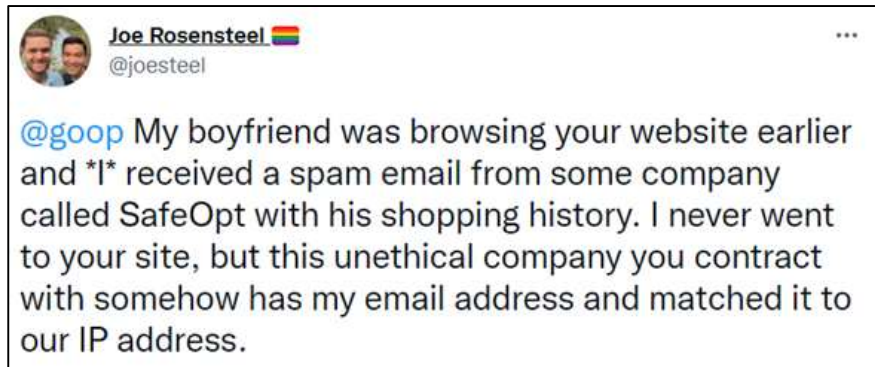 Joe Rosensteel 🏳️‍🌈
@joesteel
@goop My boyfriend was browsing your website earlier
and *I* received a spam email from some company
called SafeOpt with his shopping history. I never went
to your site, but this unethical company you contract
with somehow has my email address and matched it to
our IP address.